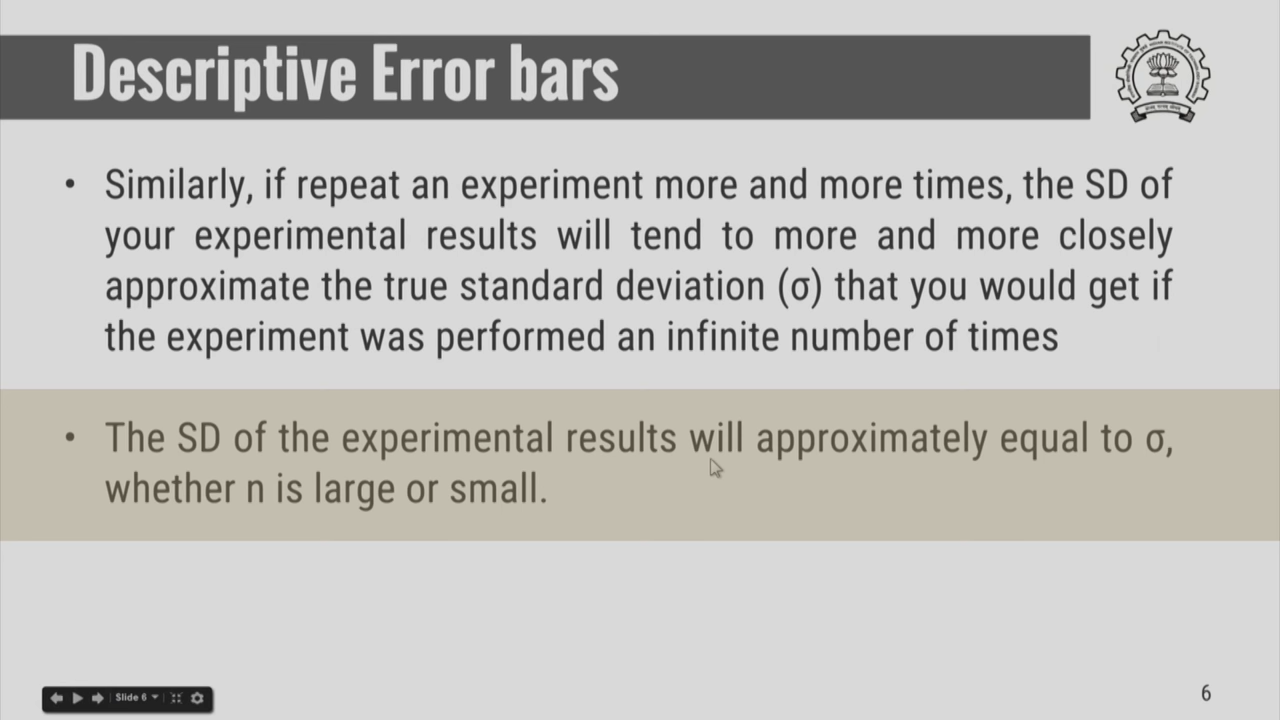 Descriptive Error bars
• Similarly, if repeat an experiment more and more times, the SD of
your experimental results will tend to more and more closely
approximate the true standard deviation (σ) that you would get if
the experiment was performed an infinite number of times
• The SD of the experimental results will approximately equal to σ,
whether n is large or small.
Slide 6
6